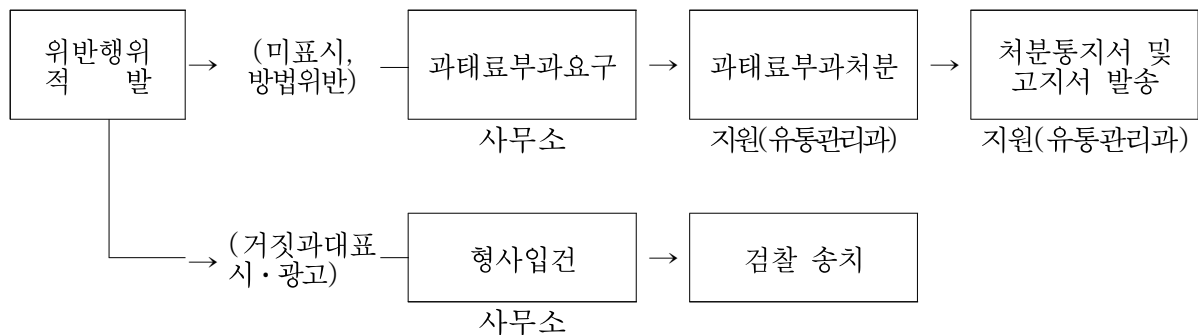 위반행위
적 발
→
(미표시,
방법위반)
과태료부과요구
→
과태료부과처분
→
처분통지서 및
고지서 발송
사무소
지원(유통관리과)
지원(유통관리과)
→
(거짓과대표
시·광고)
형사입건
→
검찰 송치
사무소